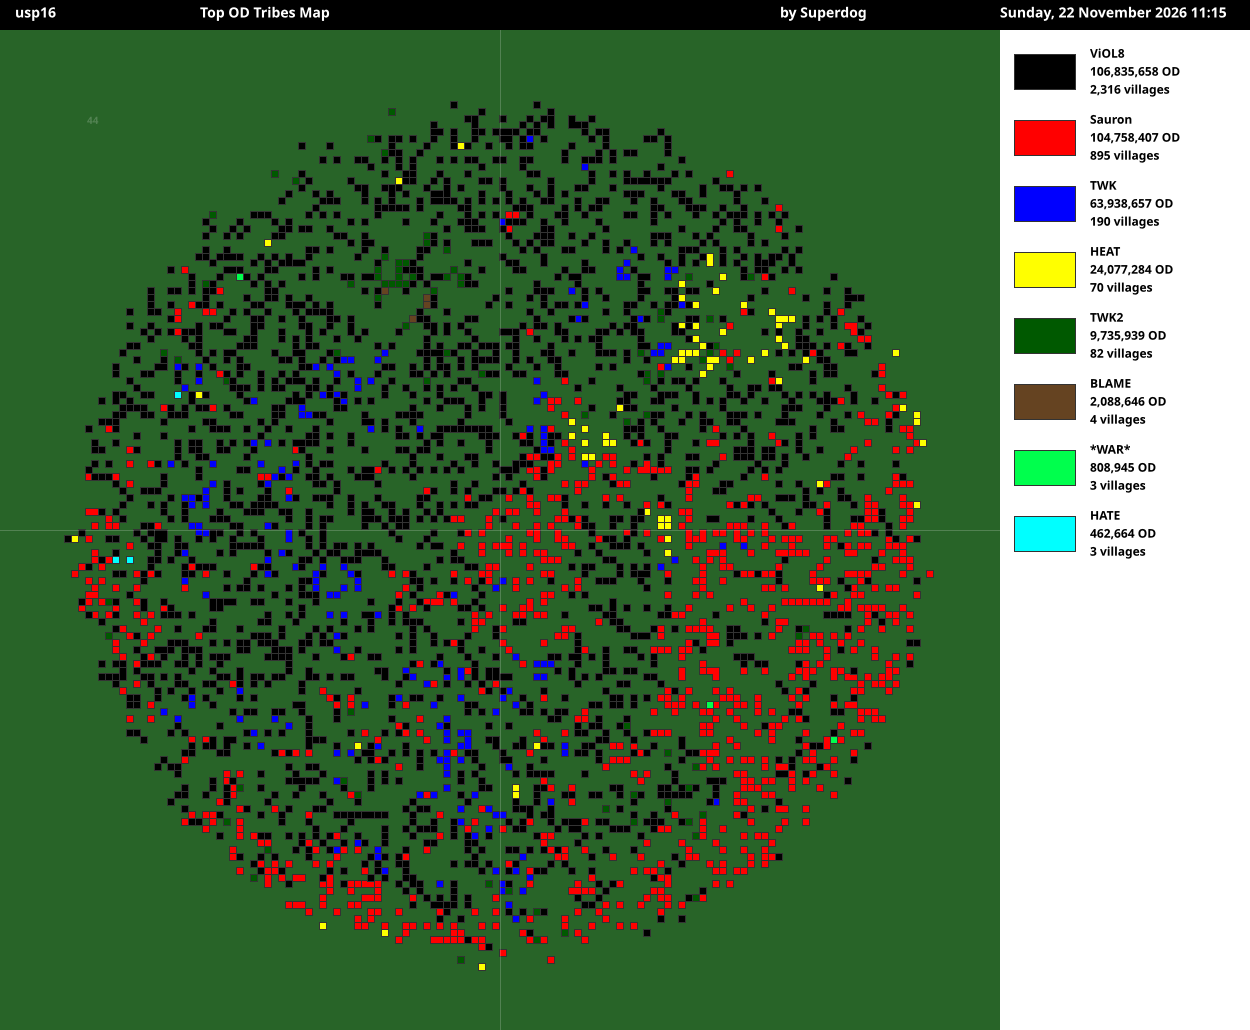 usp16 Top OD Tribes Map by Superdog Sunday, 22 November 2026 11:15
44
ViOL8
106,835,658 OD
2,316 villages
Sauron
104,758,407 OD
895 villages
TWK
63,938,657 OD
190 villages
HEAT
24,077,284 OD
70 villages
TWK2
9,735,939 OD
82 villages
BLAME
2,088,646 OD
4 villages
*WAR*
808,945 OD
3 villages
HATE
462,664 OD
3 villages